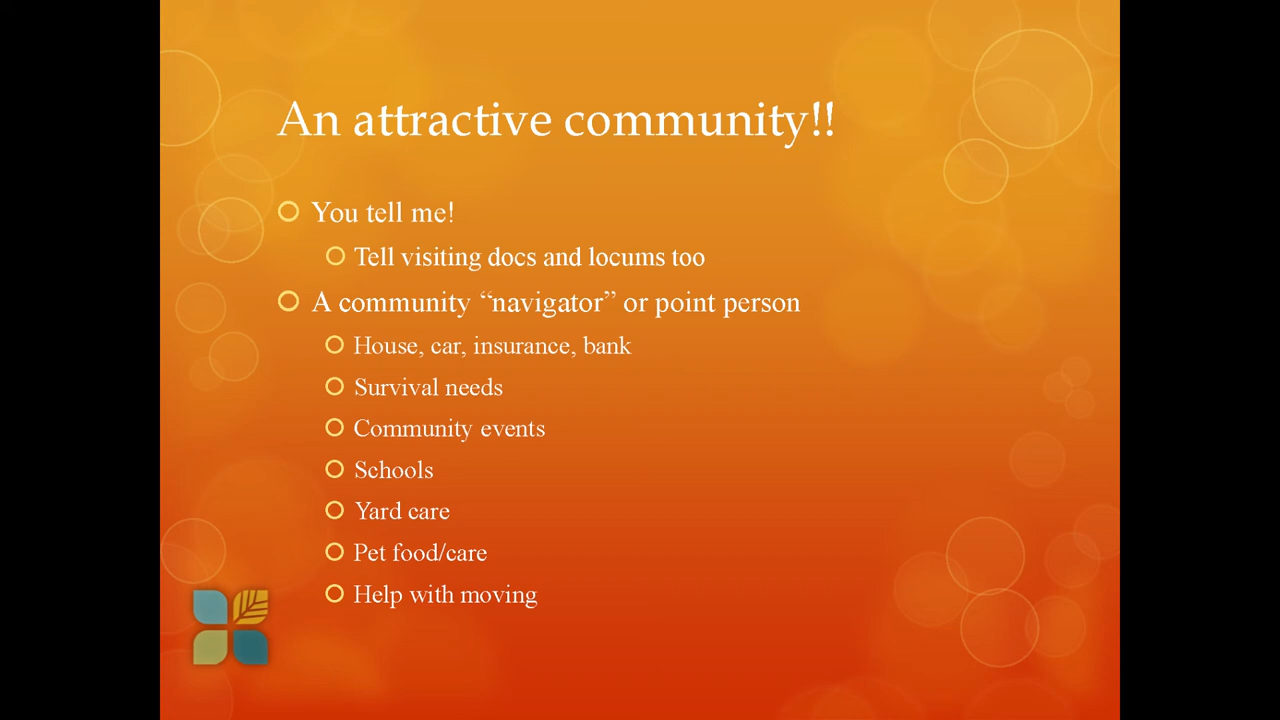 An attractive community!!
You tell me!
Tell visiting docs and locums too
A community “navigator” or point person
House, car, insurance, bank
Survival needs
Community events
Schools
Yard care
Pet food/care
Help with moving